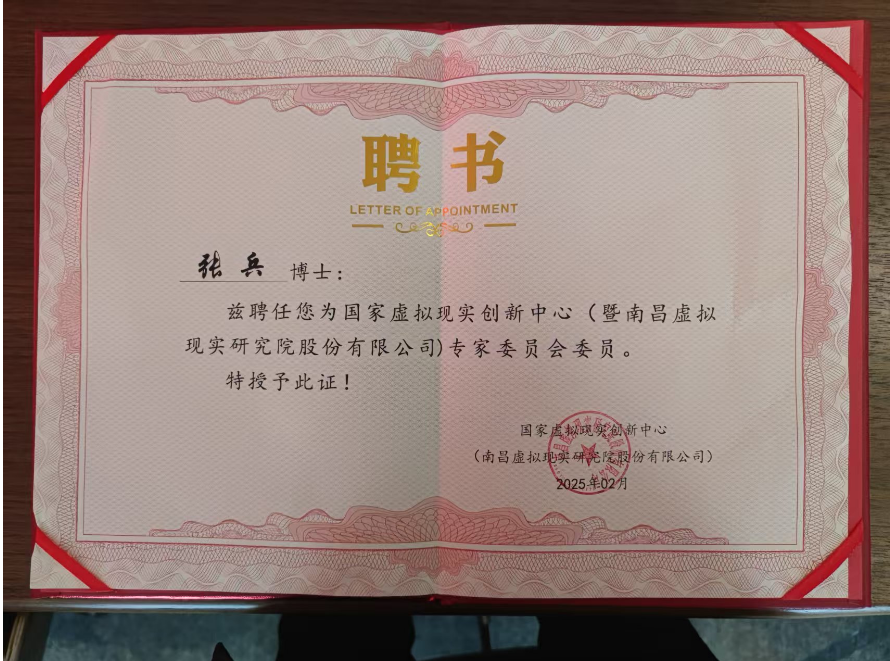 聘书
LETTER OF APPOINTMENT
张兵 博士：
兹聘任您为国家虚拟现实创新中心（暨南昌虚拟
现实研究院股份有限公司)专家委员会委员。
特授予此证！
国家虚拟现实创新中心
（南昌虚拟现实研究院股份有限公司）
2025年02月